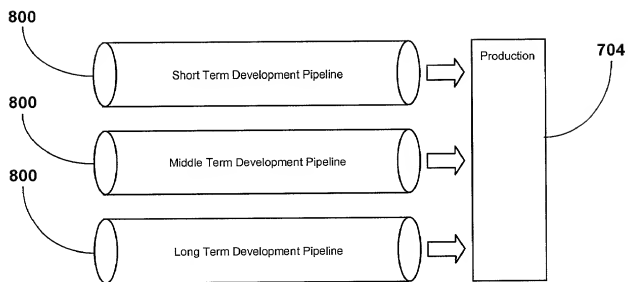 800
Short Term Development Pipeline
Production
704
800
Middle Term Development Pipeline
800
Long Term Development Pipeline